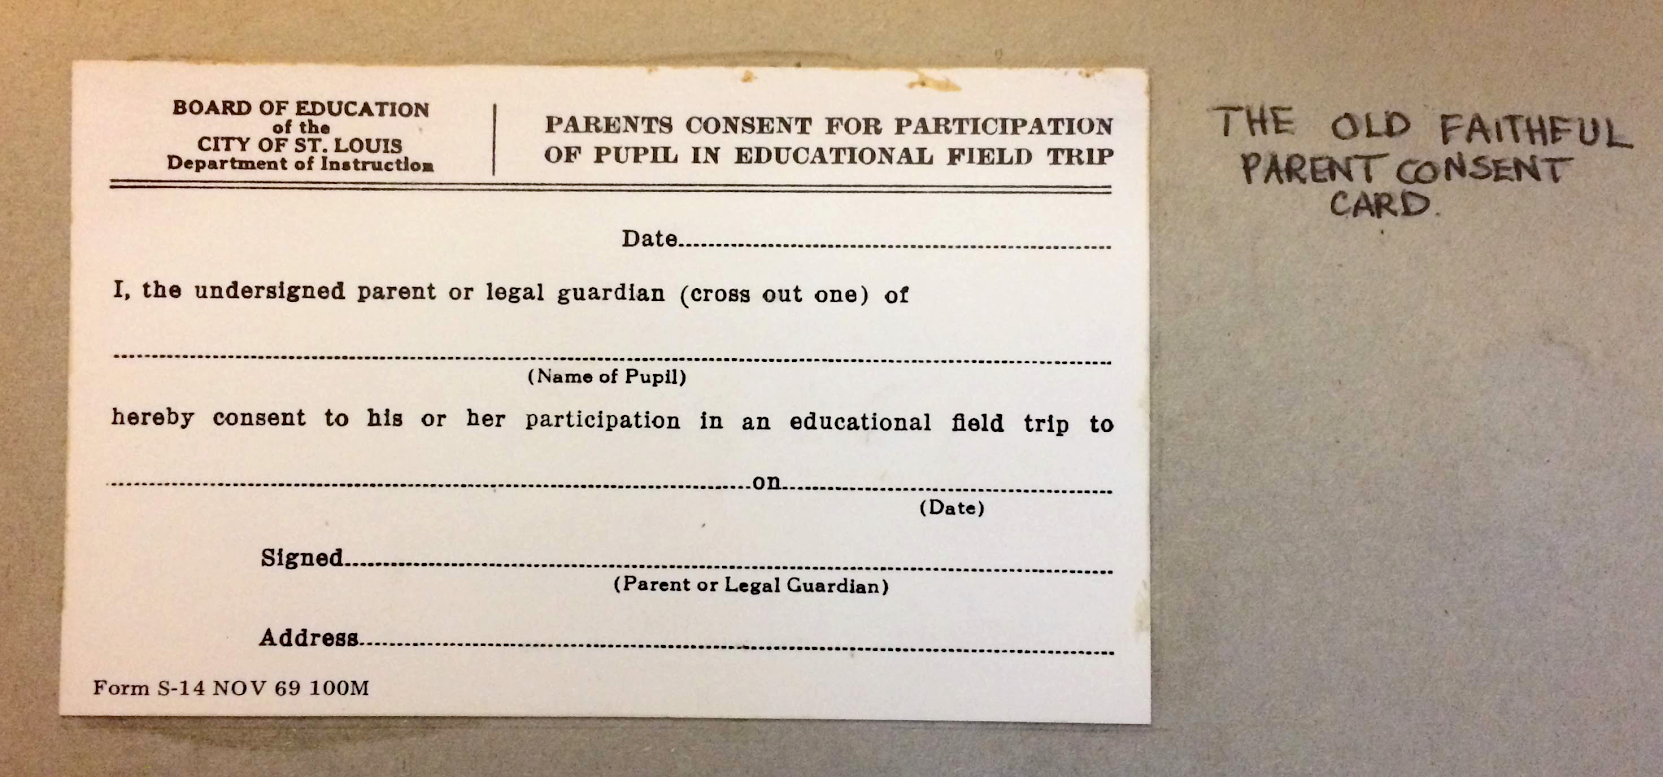 BOARD OF EDUCATION
of the
CITY OF ST. LOUIS
Department of Instruction
PARENTS CONSENT FOR PARTICIPATION
OF PUPIL IN EDUCATIONAL FIELD TRIP
Date
I, the undersigned parent or legal guardian (cross out one) of
(Name of Pupil)
hereby consent to his or her participation in an educational field trip to
on
(Date)
Signed
(Parent or Legal Guardian)
Address
Form S-14 NOV 69 100M
THE OLD FAITHFUL
PARENT CONSENT
CARD.